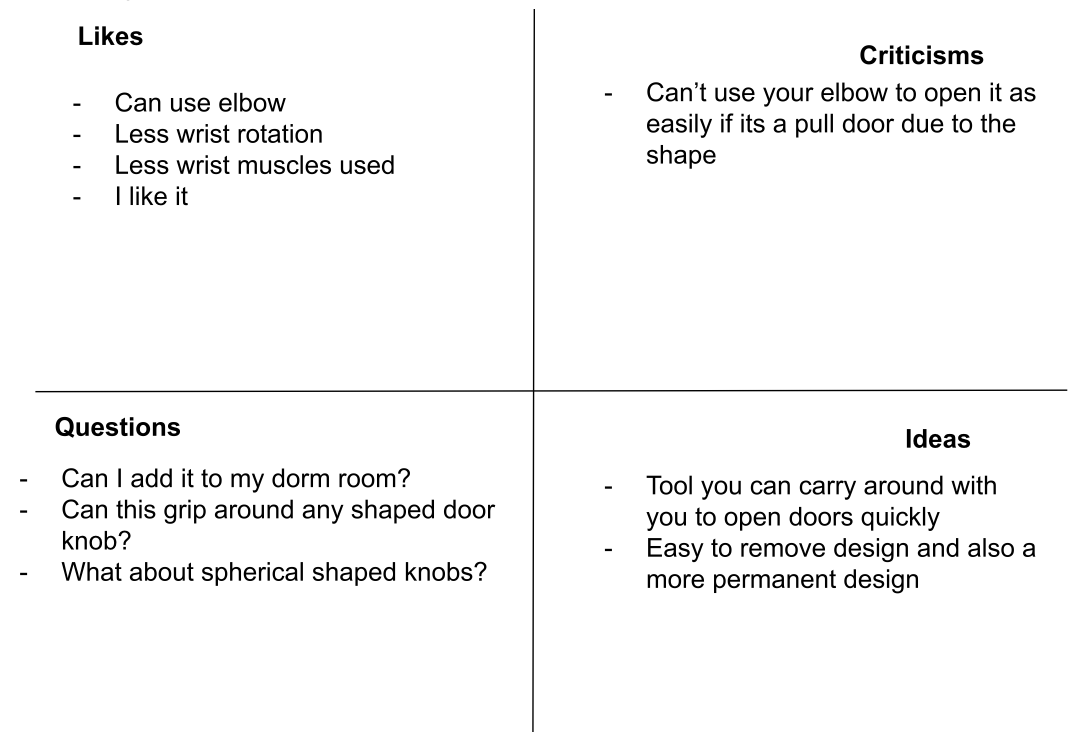 Likes
- Can use elbow
- Less wrist rotation
- Less wrist muscles used
- I like it
Criticisms
- Can’t use your elbow to open it as
easily if its a pull door due to the
shape
Questions
- Can I add it to my dorm room?
- Can this grip around any shaped door
knob?
- What about spherical shaped knobs?
Ideas
- Tool you can carry around with
you to open doors quickly
- Easy to remove design and also a
more permanent design